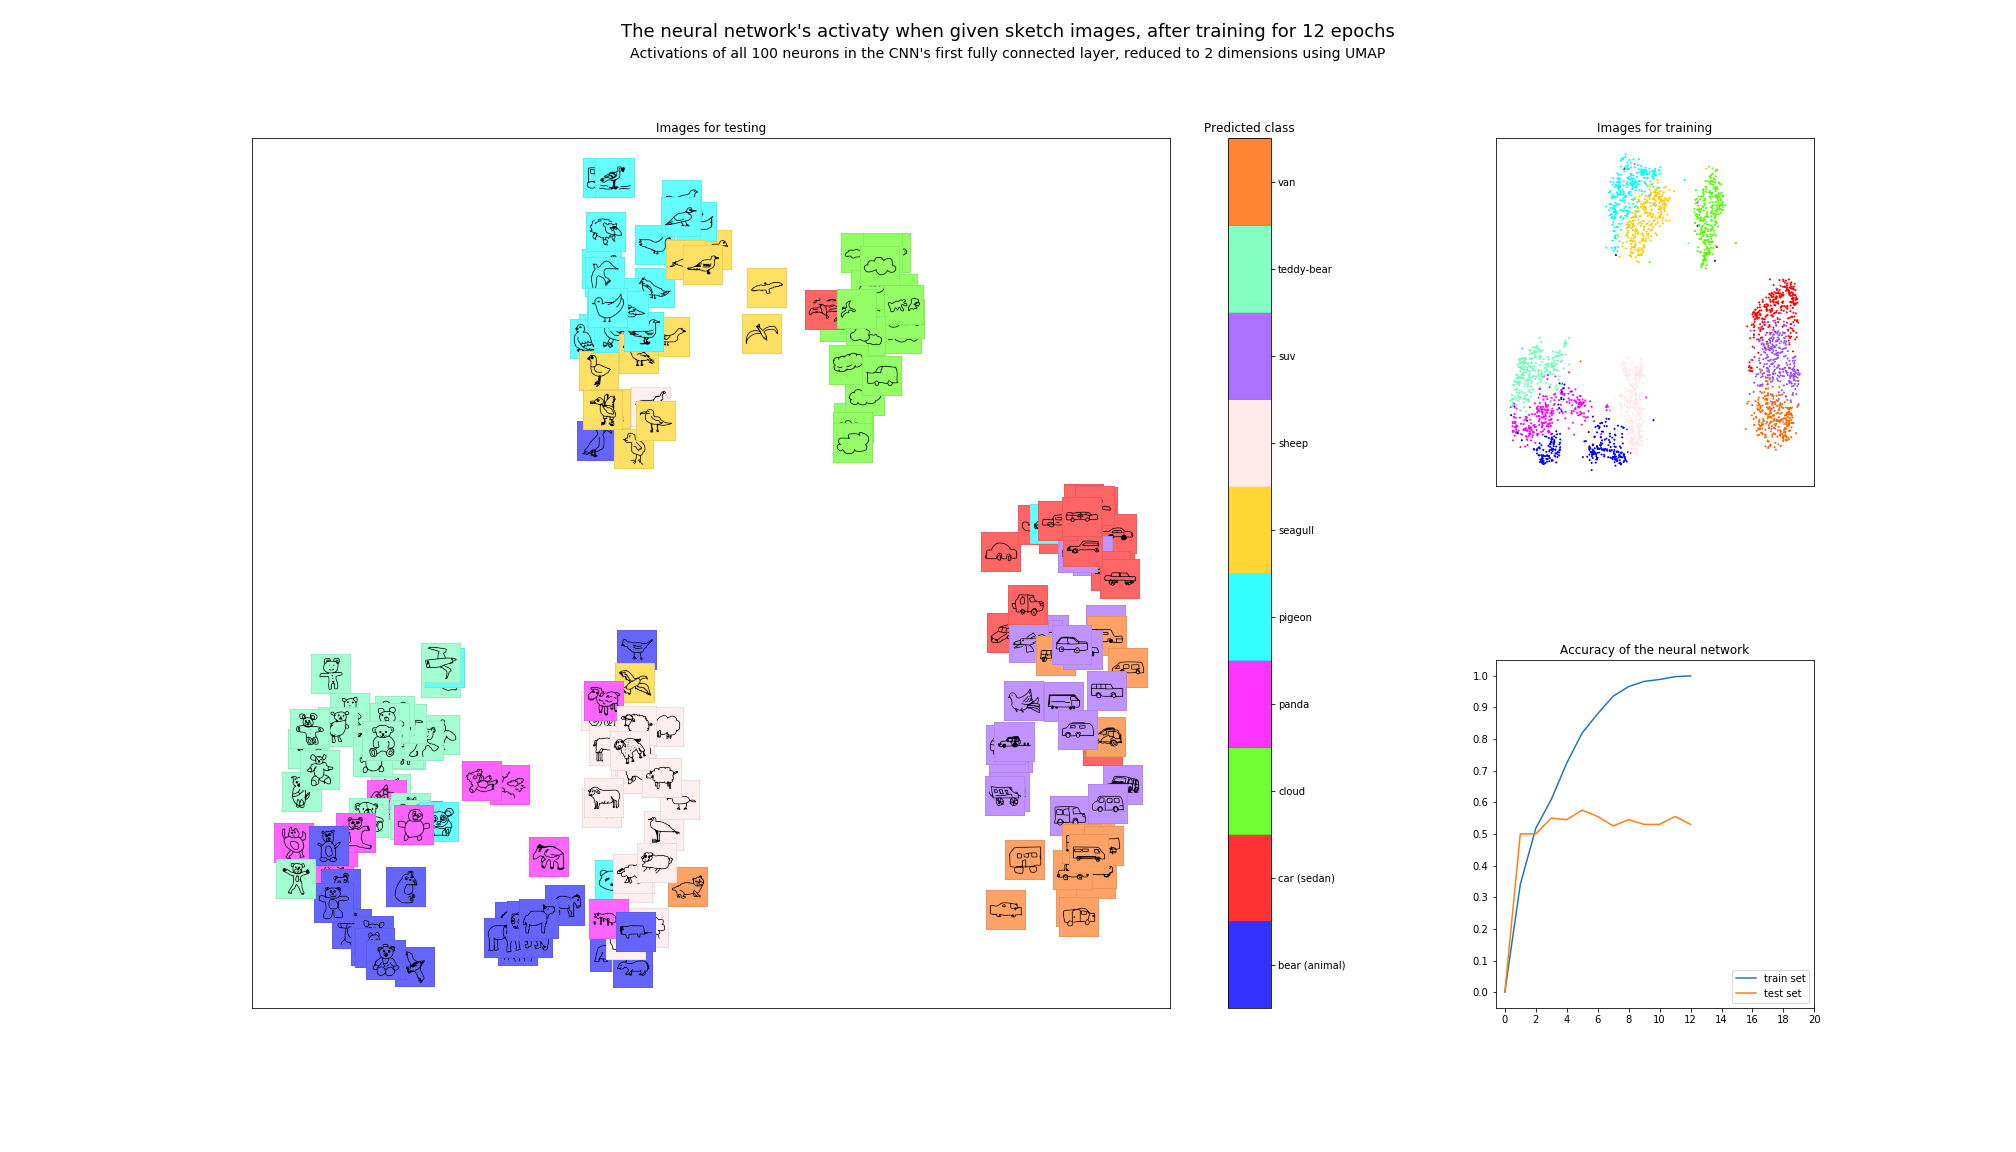 The neural network's activaty when given sketch images, after training for 12 epochs
Activations of all 100 neurons in the CNN's first fully connected layer, reduced to 2 dimensions using UMAP
Images for testing
Predicted class
van
teddy-bear
suv
sheep
seagull
pigeon
panda
cloud
car (sedan)
bear (animal)
Images for training
Accuracy of the neural network
1.0
0.9
0.8
0.7
0.6
0.5
0.4
0.3
0.2
0.1
0.0
train set
test set
0 2 4 6 8 10 12 14 16 18 20